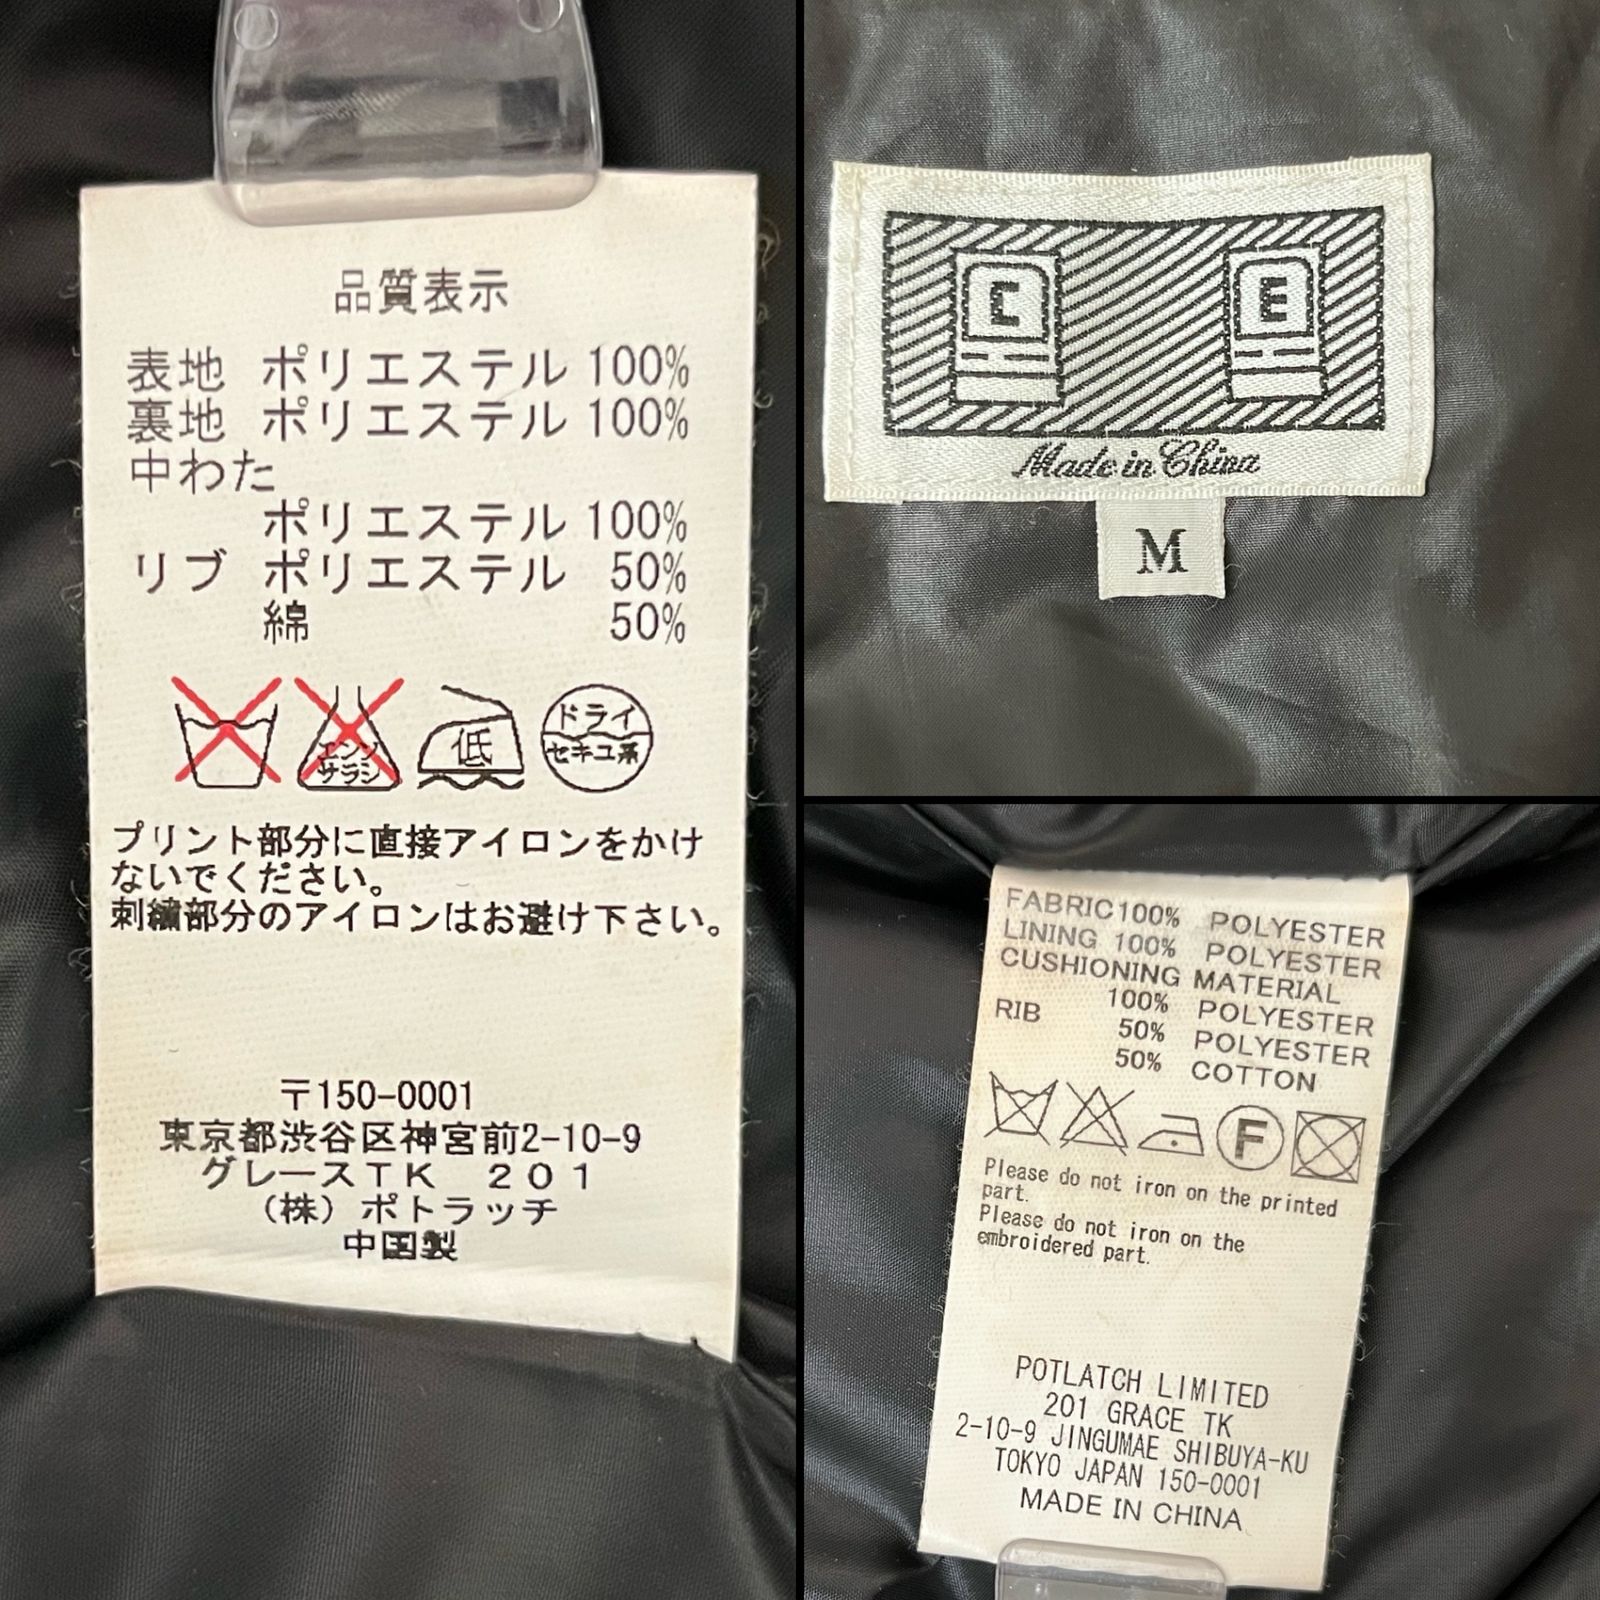 品質表示
表地 ポリエステル 100%
裏地 ポリエステル 100%
中わた
ポリエステル 100%
リブ ポリエステル 50%
綿 50%
エンソ
サラシ
低
ドライ
セキユ系
プリント部分に直接アイロンをかけ
ないでください。
刺繍部分のアイロンはお避け下さい。
〒150-0001
東京都渋谷区神宮前2-10-9
グレースTK 201
(株) ポトラッチ
中国製
C E
Made in China
M
FABRIC 100% POLYESTER
LINING 100% POLYESTER
CUSHIONING MATERIAL
100% POLYESTER
RIB 50% POLYESTER
50% COTTON
F
Please do not iron on the printed
part.
Please do not iron on the
embroidered part.
POTLATCH LIMITED
201 GRACE TK
2-10-9 JINGUMAE SHIBUYA-KU
TOKYO JAPAN 150-0001
MADE IN CHINA